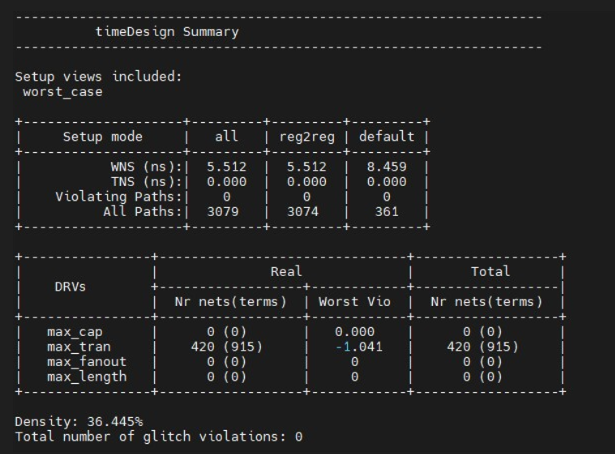 ------------------------------------------------------------
          timeDesign Summary
------------------------------------------------------------

Setup views included:
 worst_case

+--------------------+---------+---------+---------+
|     Setup mode     |   all   | reg2reg | default |
+--------------------+---------+---------+---------+
|           WNS (ns):|  5.512  |  5.512  |  8.459  |
|           TNS (ns):|  0.000  |  0.000  |  0.000  |
|    Violating Paths:|    0    |    0    |    0    |
|          All Paths:|  3079   |  3074   |   361   |
+--------------------+---------+---------+---------+

+----------------+-------------------------------+------------------+
|                |              Real             |       Total      |
|    DRVs        +------------------+------------+------------------|
|                |  Nr nets(terms)  | Worst Vio  |  Nr nets(terms)  |
+----------------+------------------+------------+------------------+
|   max_cap      |      0 (0)       |   0.000    |      0 (0)       |
|   max_tran     |    420 (915)     |   -1.041   |    420 (915)     |
|   max_fanout   |      0 (0)       |     0      |      0 (0)       |
|   max_length   |      0 (0)       |     0      |      0 (0)       |
+----------------+------------------+------------+------------------+

Density: 36.445%
Total number of glitch violations: 0